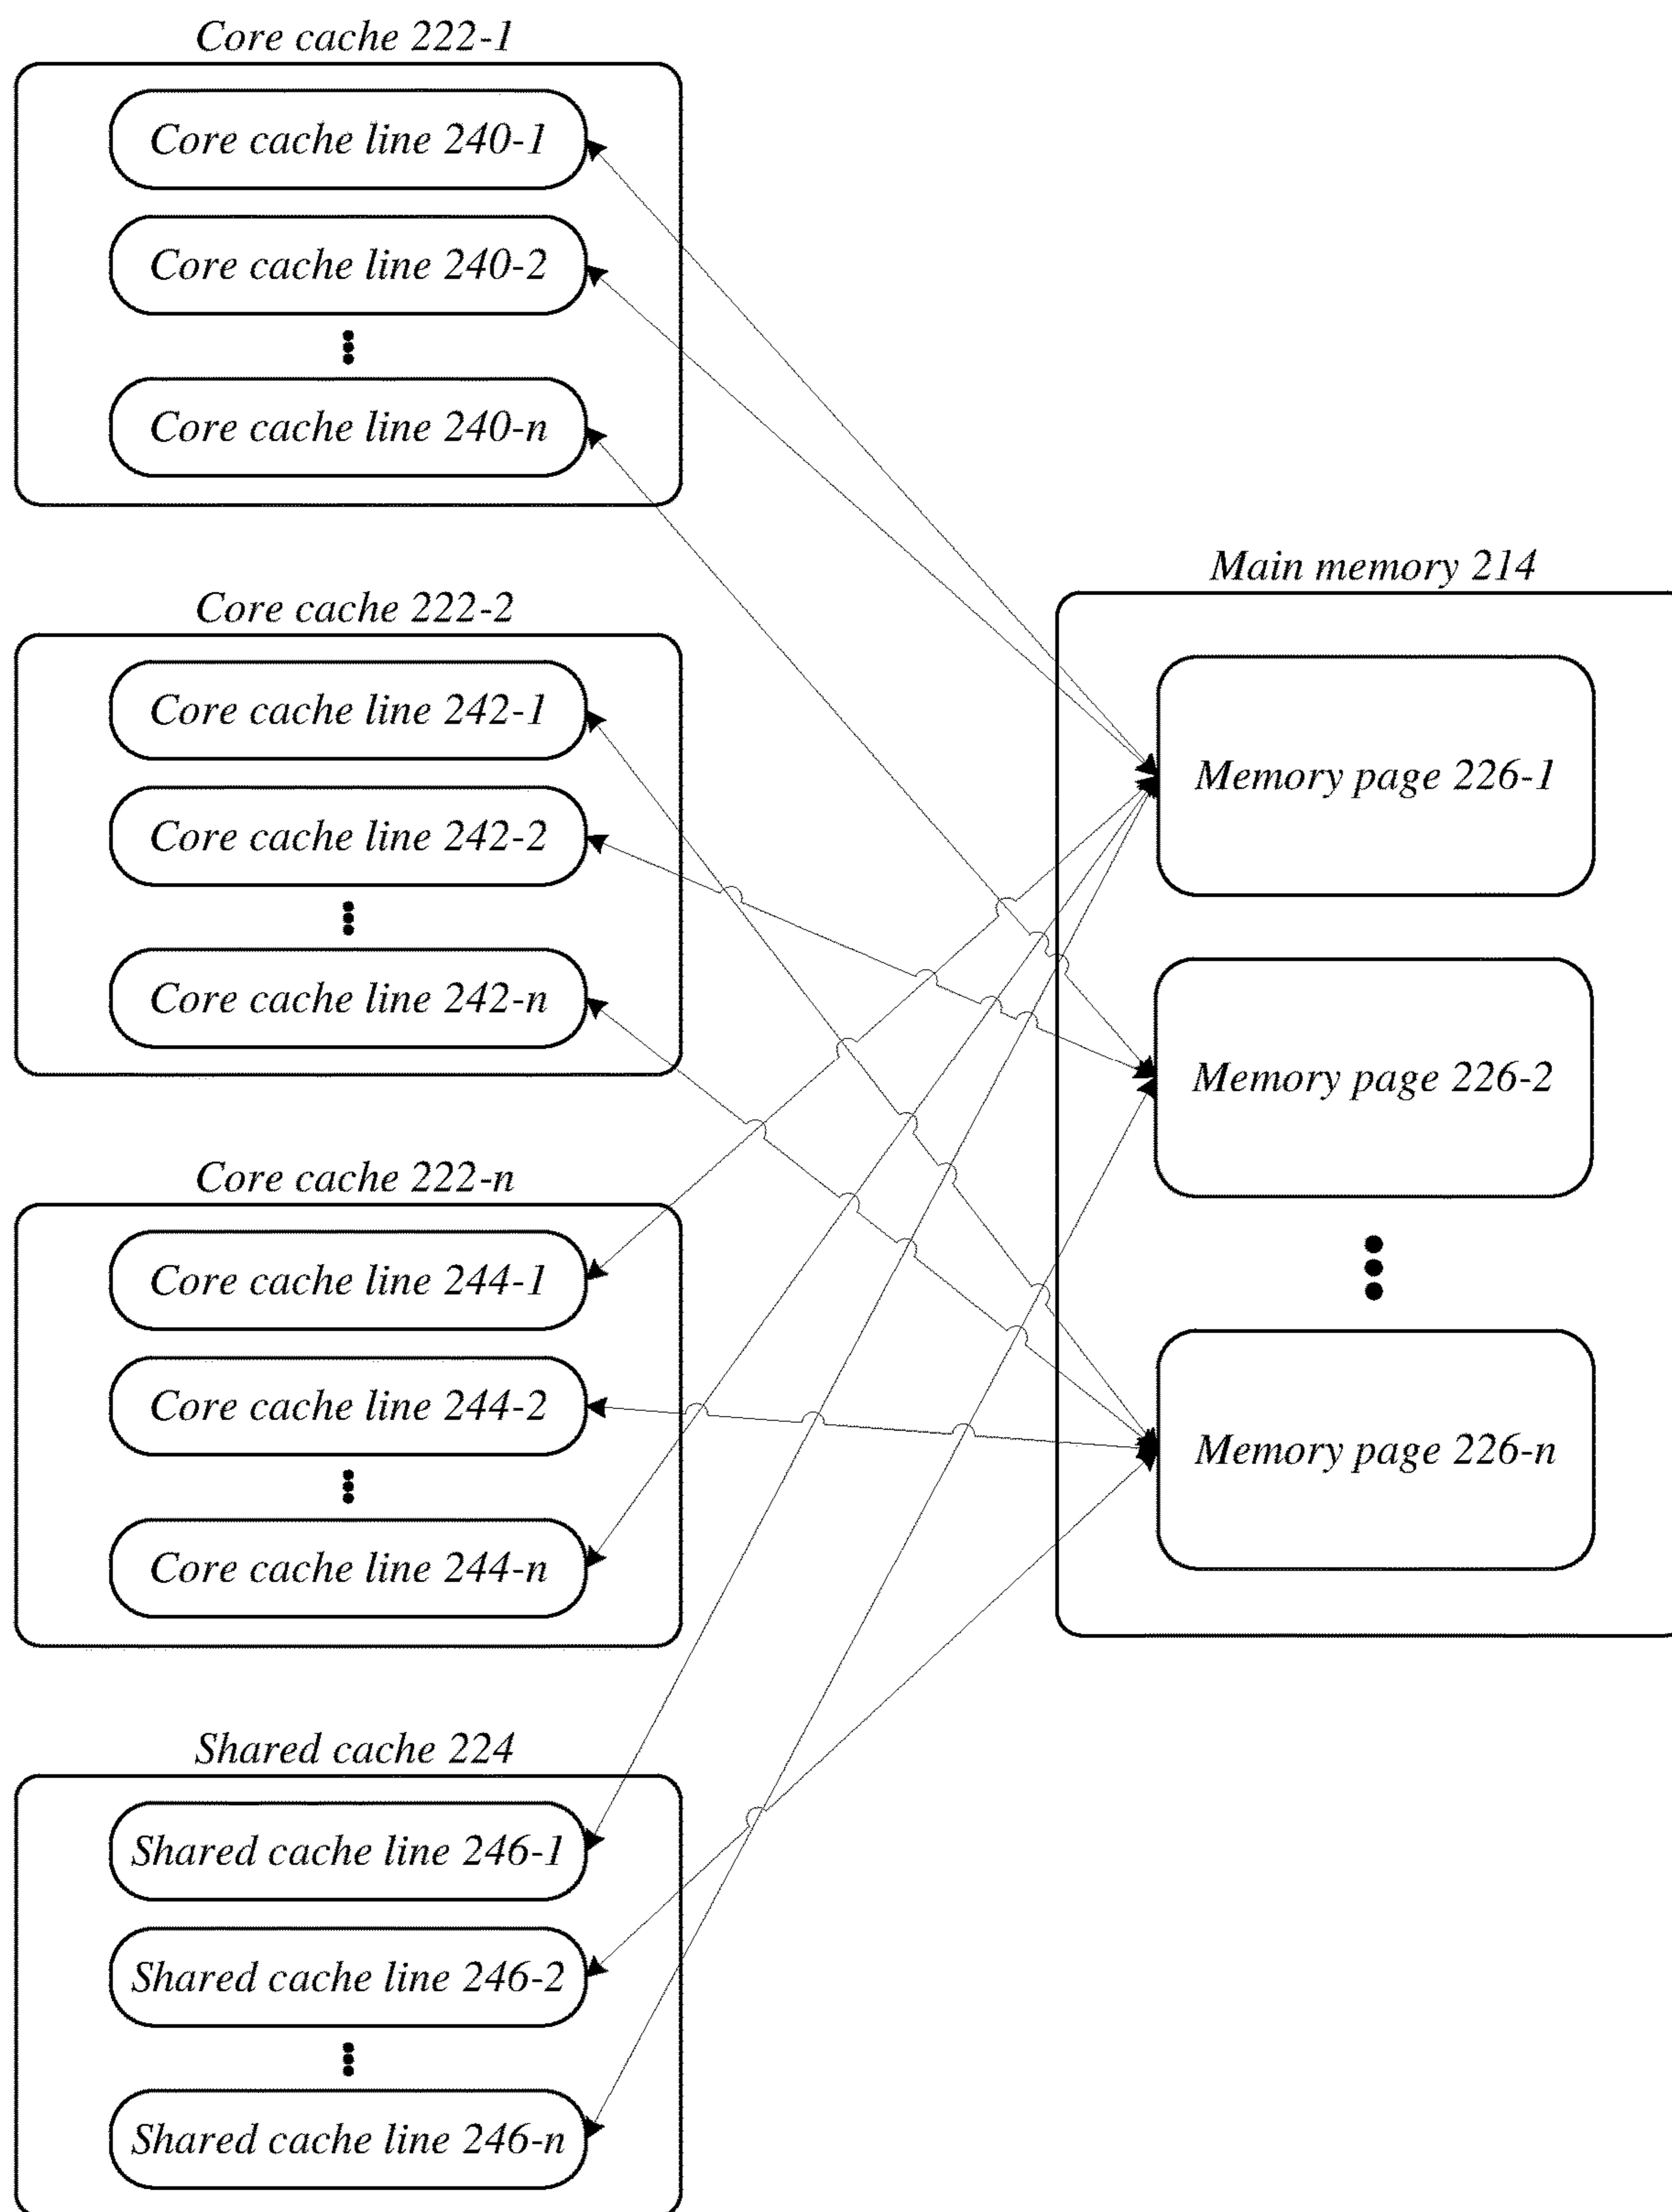 Core cache 222-1
Core cache line 240-1
Core cache line 240-2
Core cache line 240-n
Core cache 222-2
Core cache line 242-1
Core cache line 242-2
Core cache line 242-n
Core cache 222-n
Core cache line 244-1
Core cache line 244-2
Core cache line 244-n
Shared cache 224
Shared cache line 246-1
Shared cache line 246-2
Shared cache line 246-n
Main memory 214
Memory page 226-1
Memory page 226-2
Memory page 226-n